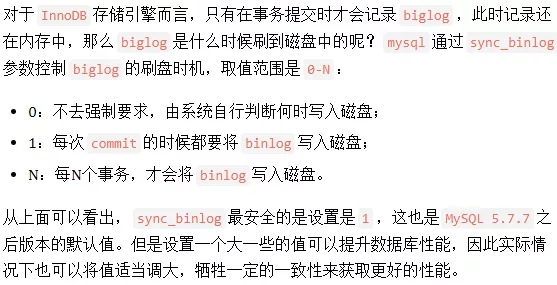 对于 InnoDB 存储引擎而言，只有在事务提交时才会记录 biglog ，此时记录还
在内存中，那么 biglog 是什么时候刷到磁盘中的呢？ mysql 通过 sync_binlog
参数控制 biglog 的刷盘时机，取值范围是 0-N：
• 0：不去强制要求，由系统自行判断何时写入磁盘；
• 1：每次 commit 的时候都要将 binlog 写入磁盘；
• N：每N个事务，才会将 binlog 写入磁盘。
从上面可以看出， sync_binlog 最安全的是设置是 1 ，这也是 MySQL 5.7.7 之
后版本的默认值。但是设置一个大一些的值可以提升数据库性能，因此实际情
况下也可以将值适当调大，牺牲一定的一致性来获取更好的性能。